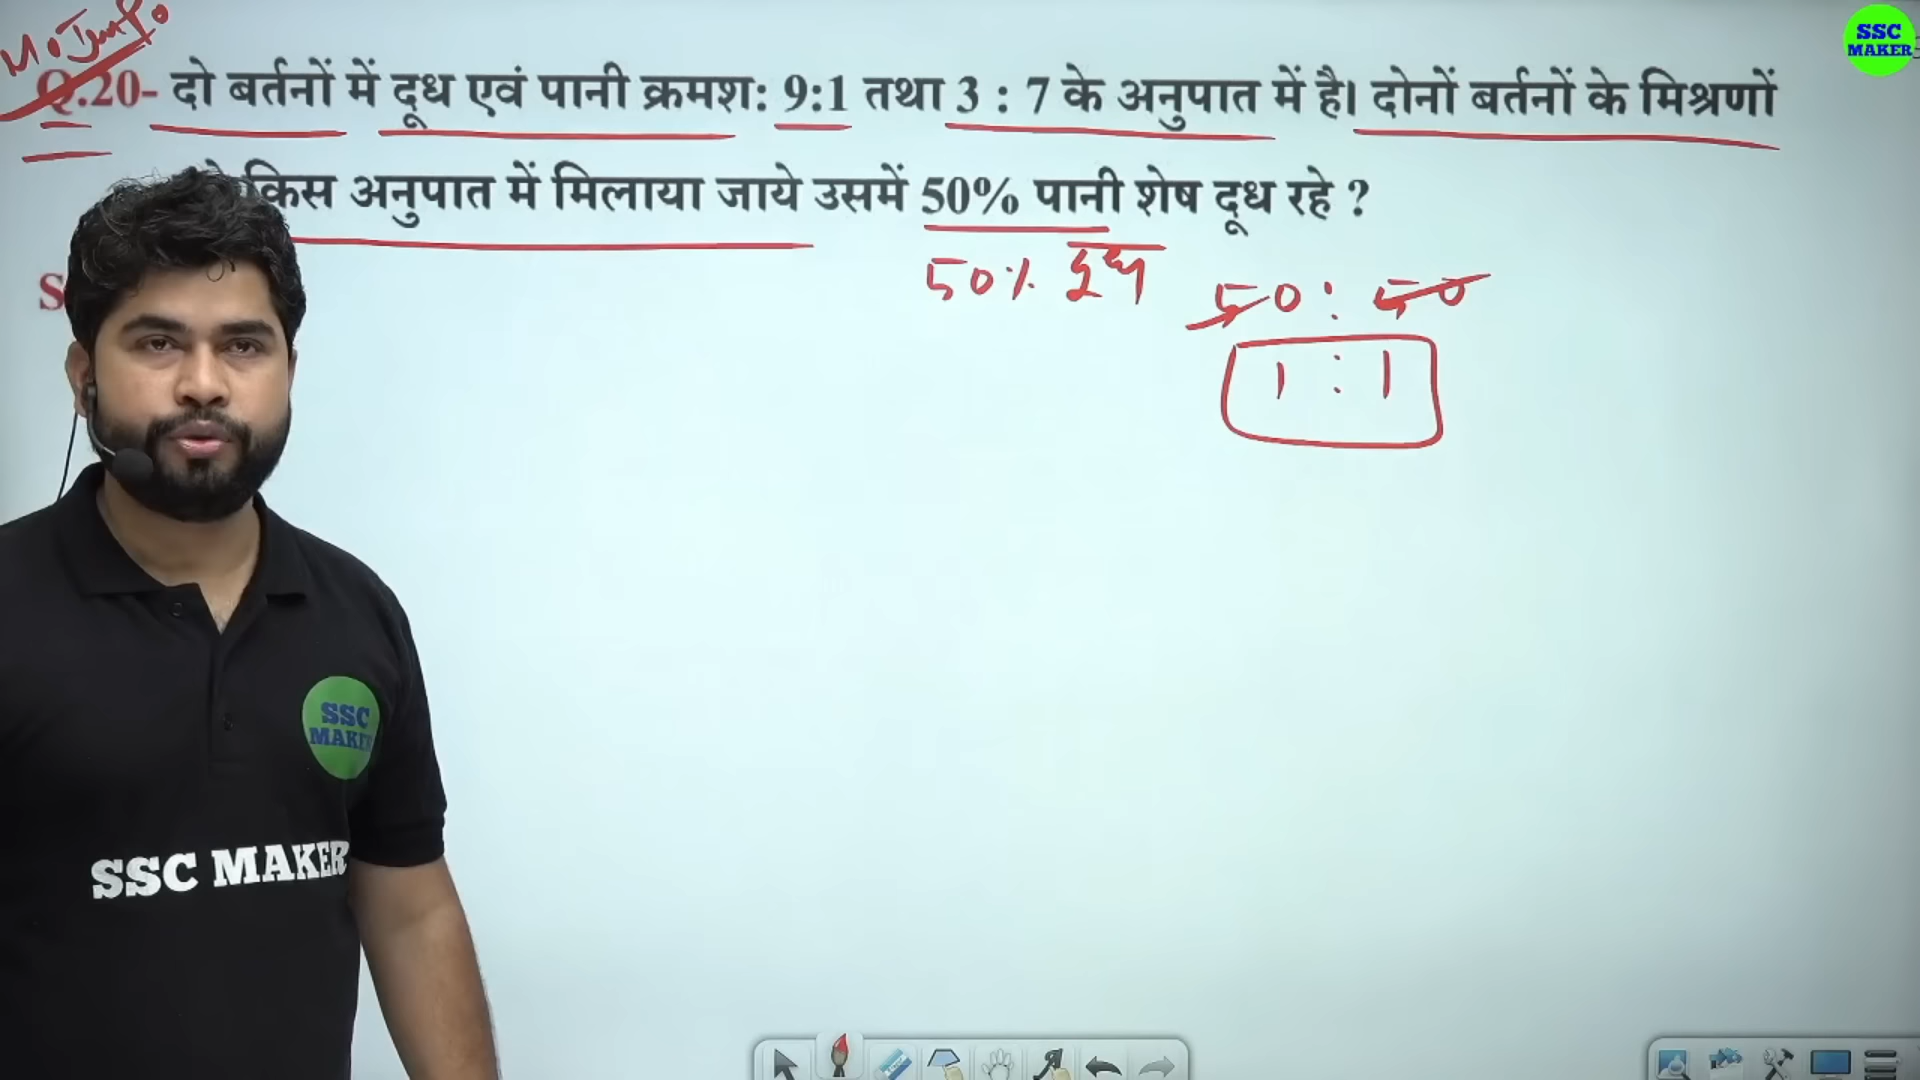 Q.20- दो बर्तनों में दूध एवं पानी क्रमश: 9:1 तथा 3 : 7 के अनुपात में है। दोनों बर्तनों के मिश्रणों
किस अनुपात में मिलाया जाये उसमें 50% पानी शेष दूध रहे ?
50% दूध
50 : 50
1 : 1
SSC MAKER
SSC MAKER
SSC MAKER